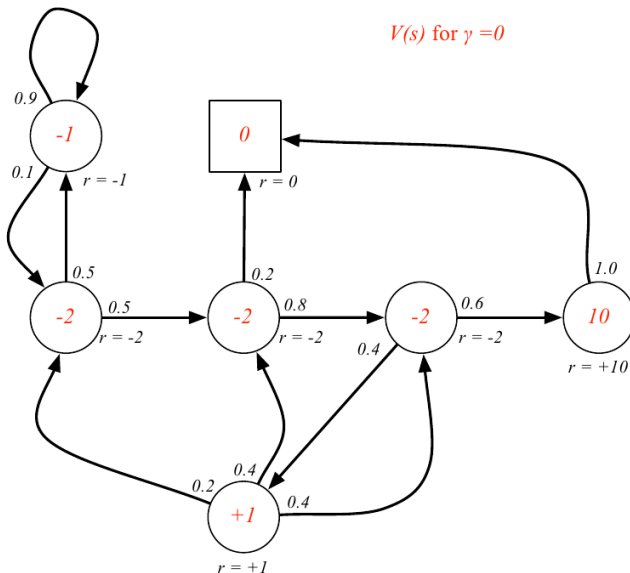 V(s) for γ =0
0.9
-1
0
0.1
r = -1
r = 0
0.5
0.2
1.0
-2
0.5
-2
0.8
-2
0.6
10
r = -2
r = -2
0.4
r = -2
r = +10
0.2
0.4
0.4
+1
r = +1